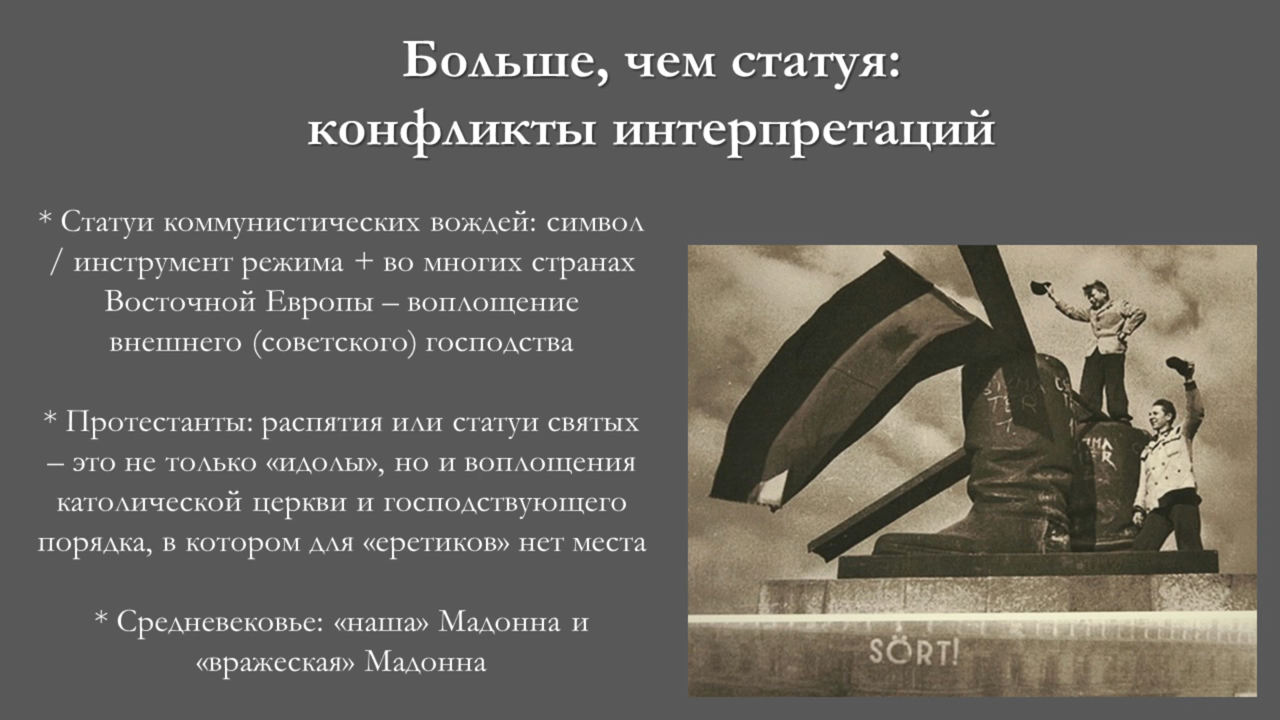 Больше, чем статуя:
конфликты интерпретаций
* Статуи коммунистических вождей: символ
/ инструмент режима + во многих странах
Восточной Европы – воплощение
внешнего (советского) господства
* Протестанты: распятия или статуи святых
– это не только «идолы», но и воплощения
католической церкви и господствующего
порядка, в котором для «еретиков» нет места
* Средневековье: «наша» Мадонна и
«вражеская» Мадонна
SÖRT!